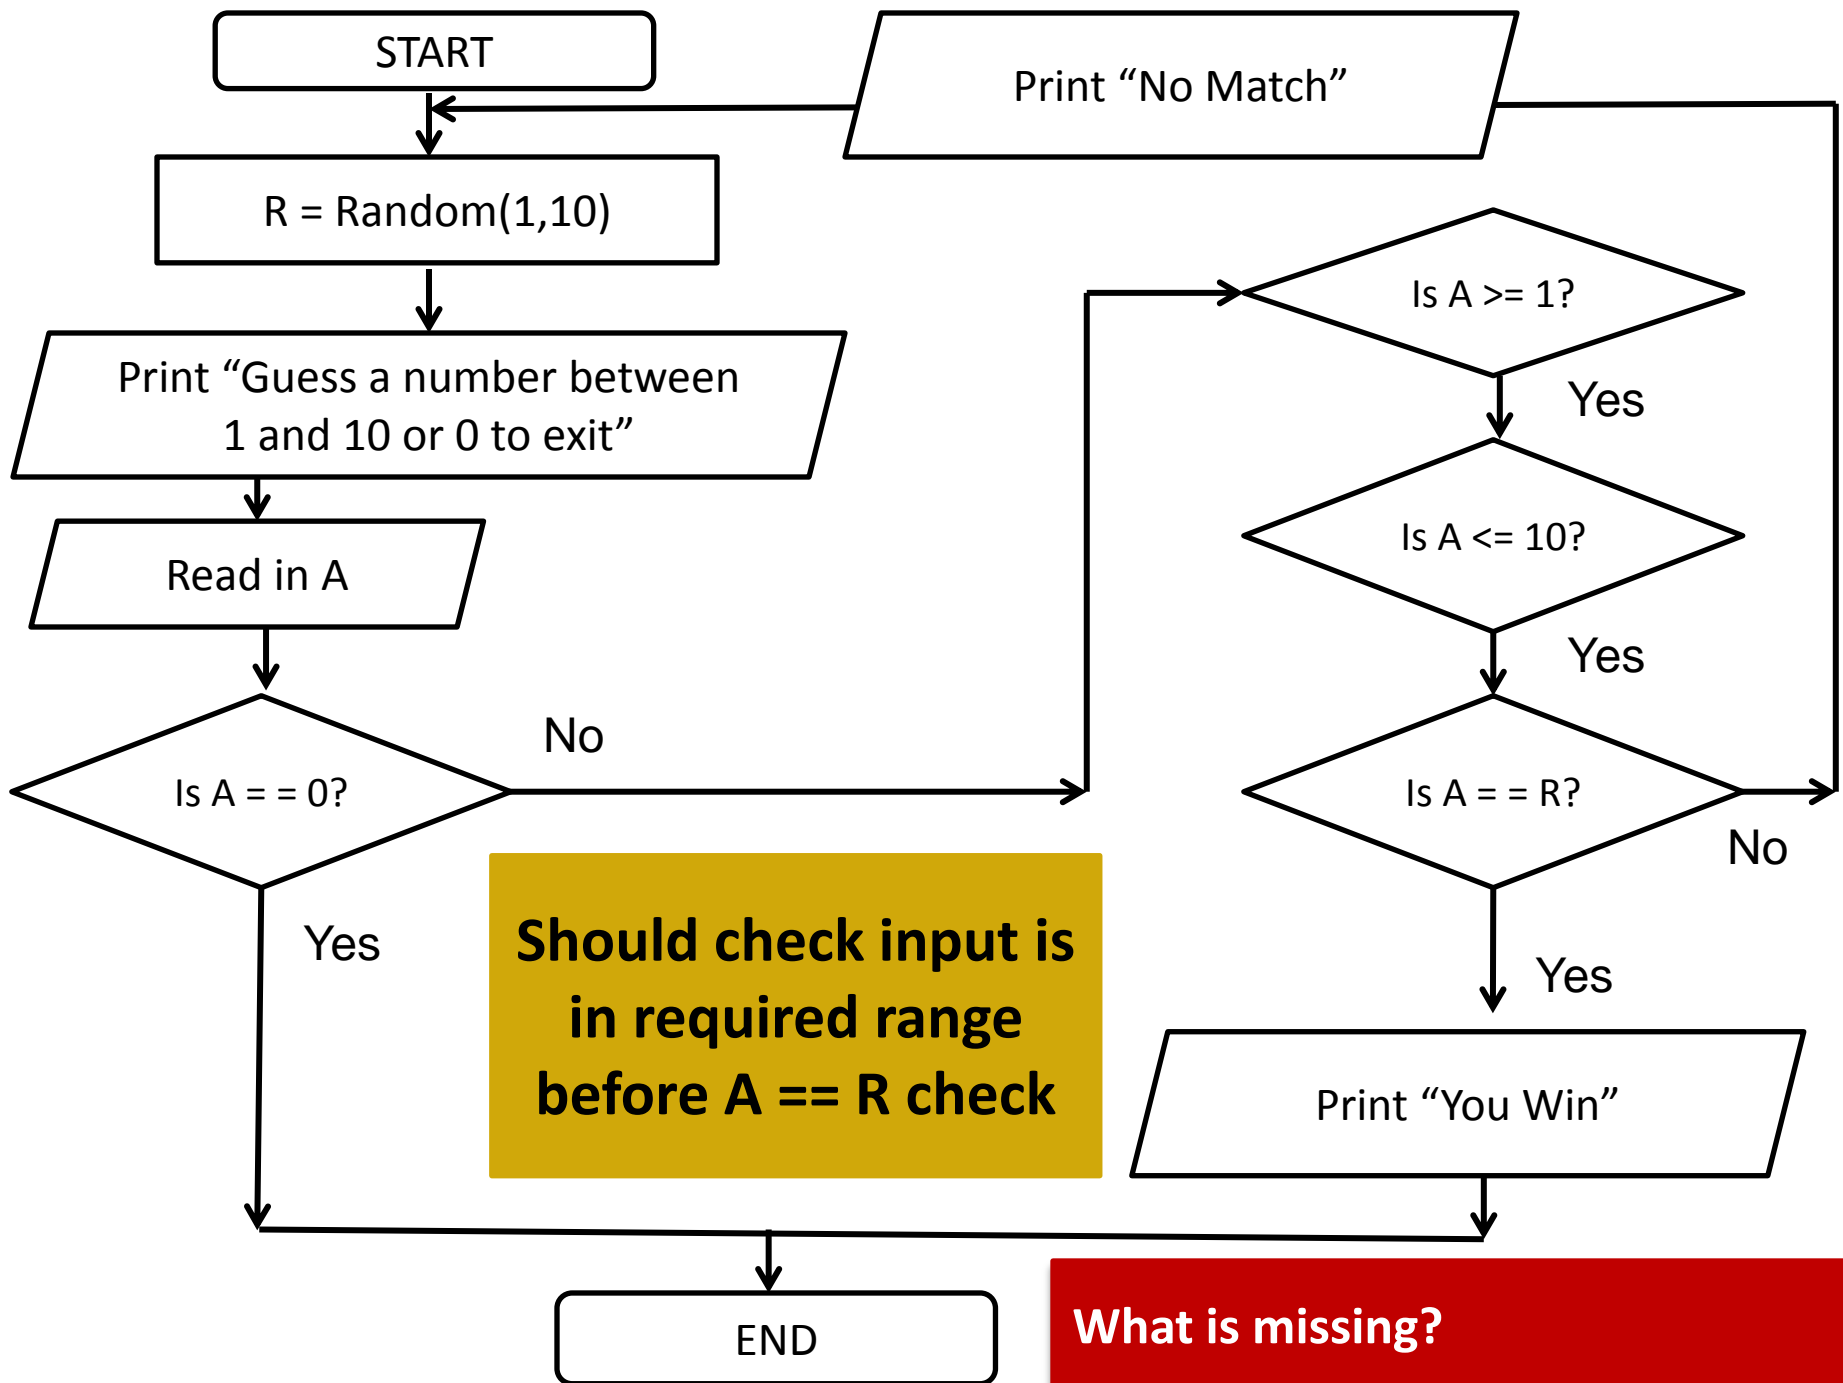 START
Print “No Match”
R = Random(1,10)
Print “Guess a number between
1 and 10 or 0 to exit”
Read in A
Is A = = 0?
No
Yes
Is A >= 1?
Yes
Is A <= 10?
Yes
Is A = = R?
No
Yes
Print “You Win”
Should check input is
in required range
before A == R check
END
What is missing?